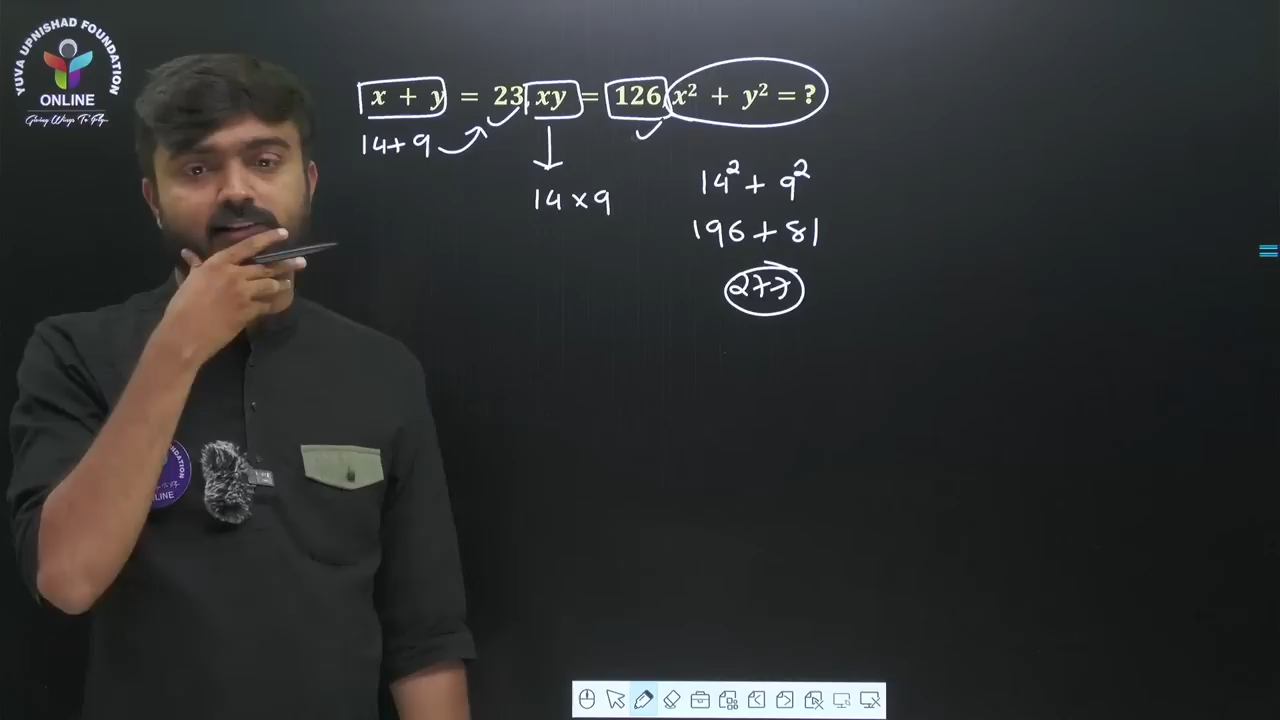 YUVA UPNISHAD FOUNDATION
ONLINE
Giving Wings To Fly
x + y = 23, xy = 126, x² + y² = ?
14+9
14 × 9
14² + 9²
196 + 81
277
LINE